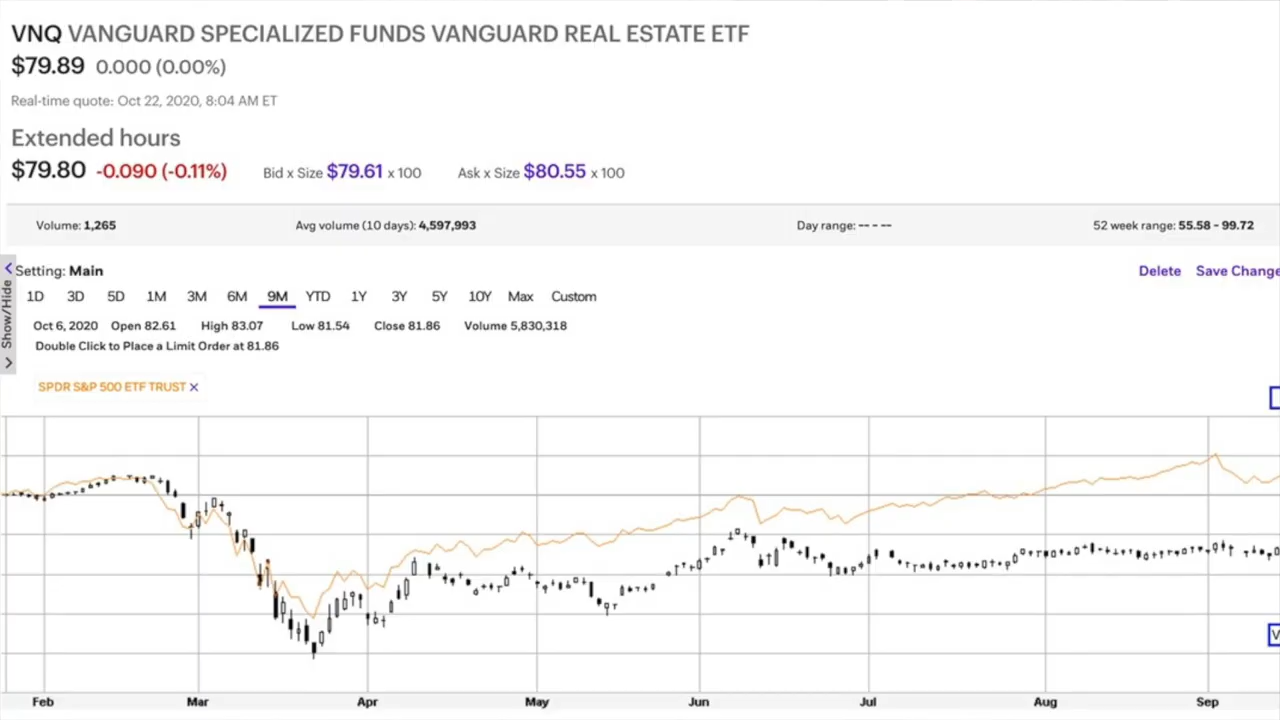 VNQ VANGUARD SPECIALIZED FUNDS VANGUARD REAL ESTATE ETF
$79.89 0.000 (0.00%)
Real-time quote: Oct 22, 2020, 8:04 AM ET
Extended hours
$79.80 -0.090 (-0.11%) Bid x Size $79.61 x 100 Ask x Size $80.55 x 100
Volume: 1,265 Avg volume (10 days): 4,597,993 Day range: -- - -- 52 week range: 55.58 - 99.72
Show/Hide
Setting: Main Delete Save Change
1D 3D 5D 1M 3M 6M 9M YTD 1Y 3Y 5Y 10Y Max Custom
Oct 6, 2020 Open 82.61 High 83.07 Low 81.54 Close 81.86 Volume 5,830,318
Double Click to Place a Limit Order at 81.86
SPDR S&P 500 ETF TRUST ×
Feb Mar Apr May Jun Jul Aug Sep